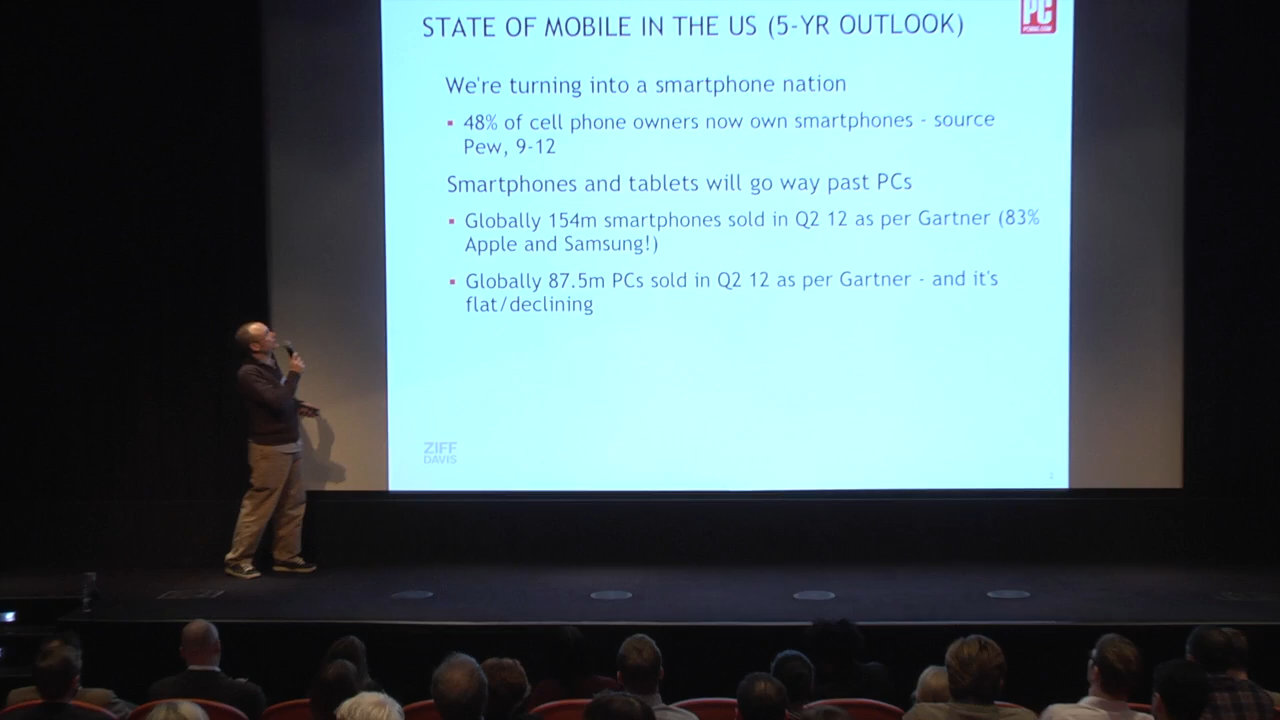 STATE OF MOBILE IN THE US (5-YR OUTLOOK)
PC
We're turning into a smartphone nation
▪ 48% of cell phone owners now own smartphones - source
Pew, 9-12
Smartphones and tablets will go way past PCs
▪ Globally 154m smartphones sold in Q2 12 as per Gartner (83%
Apple and Samsung!)
▪ Globally 87.5m PCs sold in Q2 12 as per Gartner - and it's
flat/declining
ZIFF
DAVIS
2